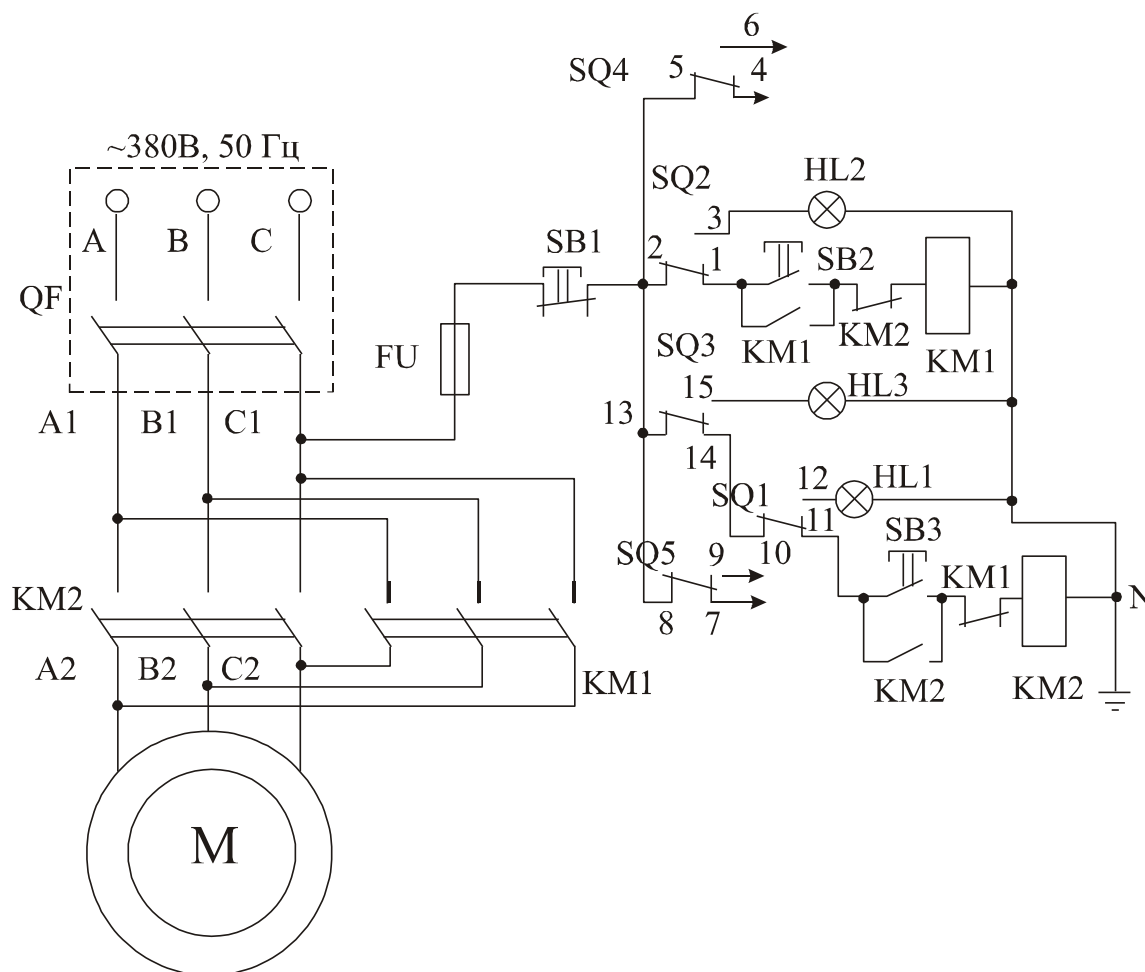 ~380В, 50 Гц
A B C
QF
A1 B1 C1
FU
SB1
SQ4 5 4 6
SQ2 3 HL2
2 1 SB2
KM1 KM2 KM1
SQ3
13 15 HL3
14
SQ1 12 HL1
10 11 SB3
SQ5 9
8 7
KM1
KM2 KM2
N
KM2
A2 B2 C2 KM1
M